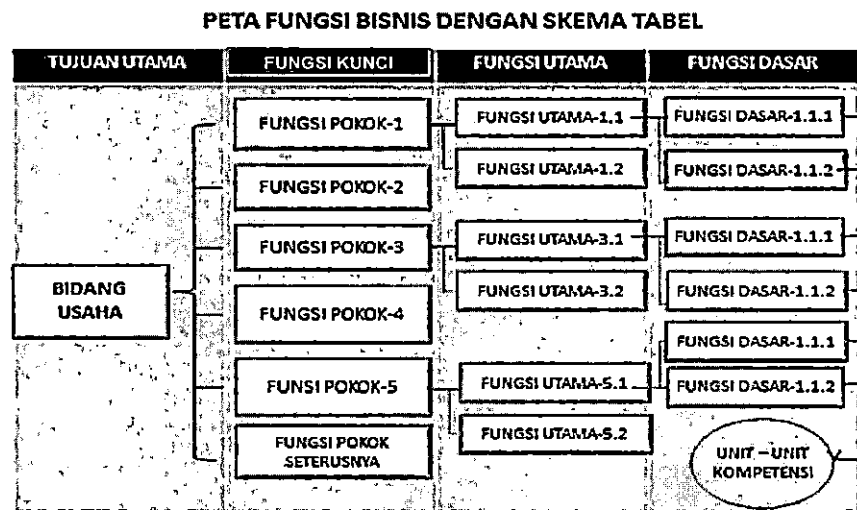 PETA FUNGSI BISNIS DENGAN SKEMA TABEL
TUJUAN UTAMA
FUNGSI KUNCI
FUNGSI UTAMA
FUNGSI DASAR
FUNGSI POKOK-1
FUNGSI UTAMA-1.1
FUNGSI DASAR-1.1.1
FUNGSI UTAMA-1.2
FUNGSI DASAR-1.1.2
FUNGSI POKOK-2
FUNGSI POKOK-3
FUNGSI UTAMA-3.1
FUNGSI DASAR-1.1.1
BIDANG
USAHA
FUNGSI UTAMA-3.2
FUNGSI DASAR-1.1.2
FUNGSI POKOK-4
FUNGSI DASAR-1.1.1
FUNSI POKOK-5
FUNGSI UTAMA-5.1
FUNGSI DASAR-1.1.2
FUNGSI POKOK
SETERUSNYA
FUNGSI UTAMA-5.2
UNIT – UNIT
KOMPETENSI